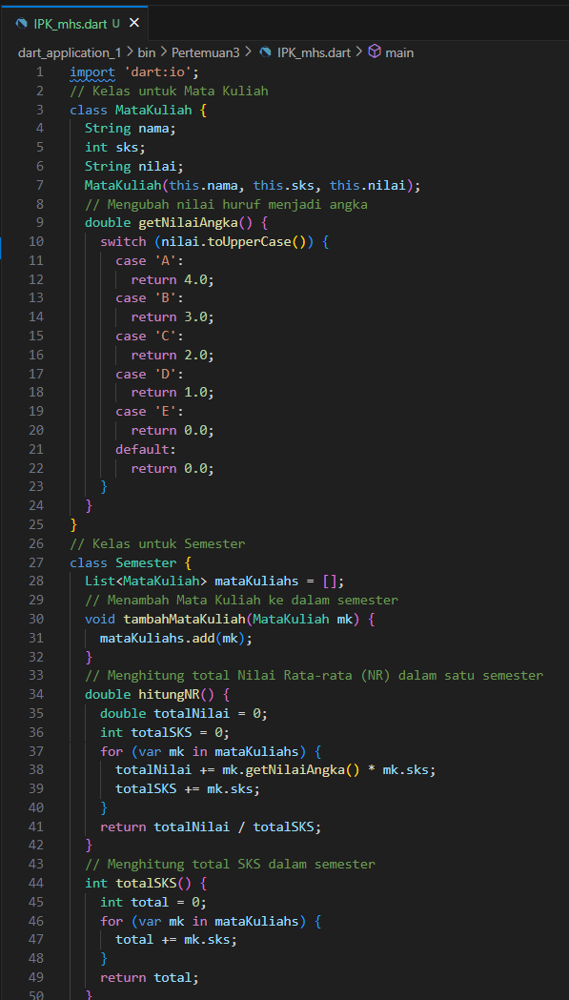 IPK_mhs.dart U ×
dart_application_1 > bin > Pertemuan3 > IPK_mhs.dart > main
1 import 'dart:io';
2 // Kelas untuk Mata Kuliah
3 class MataKuliah {
4   String nama;
5   int sks;
6   String nilai;
7   MataKuliah(this.nama, this.sks, this.nilai);
8   // Mengubah nilai huruf menjadi angka
9   double getNilaiAngka() {
10     switch (nilai.toUpperCase()) {
11       case 'A':
12         return 4.0;
13       case 'B':
14         return 3.0;
15       case 'C':
16         return 2.0;
17       case 'D':
18         return 1.0;
19       case 'E':
20         return 0.0;
21       default:
22         return 0.0;
23     }
24   }
25 }
26 // Kelas untuk Semester
27 class Semester {
28   List<MataKuliah> mataKuliahs = [];
29   // Menambah Mata Kuliah ke dalam semester
30   void tambahMataKuliah(MataKuliah mk) {
31     mataKuliahs.add(mk);
32   }
33   // Menghitung total Nilai Rata-rata (NR) dalam satu semester
34   double hitungNR() {
35     double totalNilai = 0;
36     int totalSKS = 0;
37     for (var mk in mataKuliahs) {
38       totalNilai += mk.getNilaiAngka() * mk.sks;
39       totalSKS += mk.sks;
40     }
41     return totalNilai / totalSKS;
42   }
43   // Menghitung total SKS dalam semester
44   int totalSKS() {
45     int total = 0;
46     for (var mk in mataKuliahs) {
47       total += mk.sks;
48     }
49     return total;
50   }